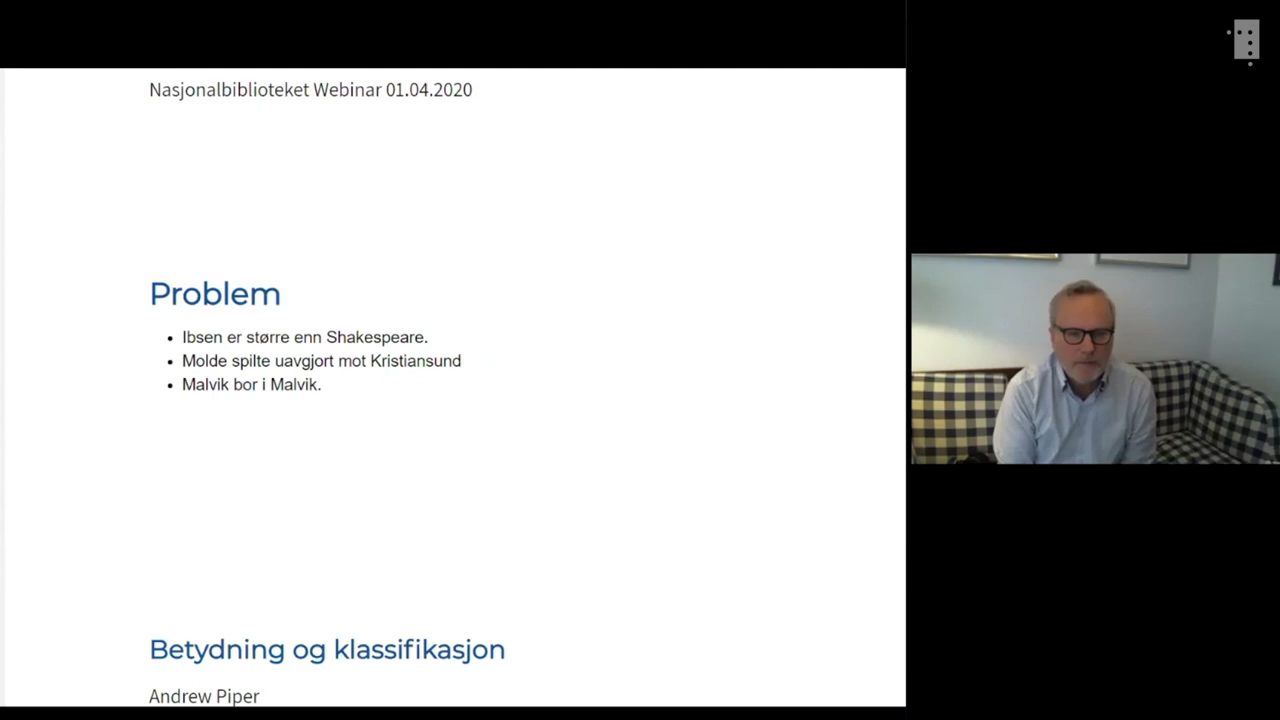 Nasjonalbiblioteket Webinar 01.04.2020
Problem
Ibsen er større enn Shakespeare.
Molde spilte uavgjort mot Kristiansund
Malvik bor i Malvik.
Betydning og klassifikasjon
Andrew Piper